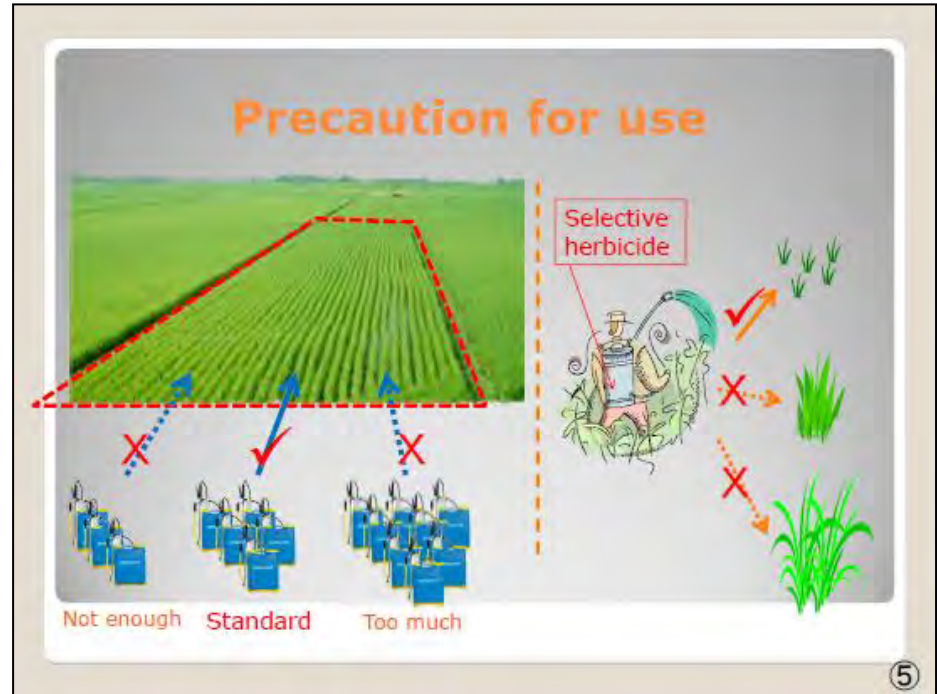 Precaution for use
Selective
herbicide
Not enough
Standard
Too much
⑤